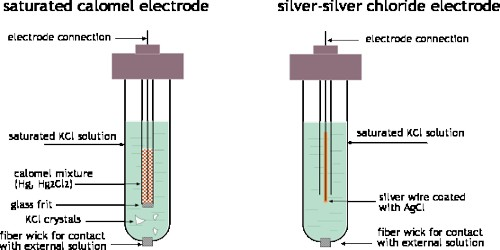 saturated calomel electrode
electrode connection
saturated KCl solution
calomel mixture
(Hg, Hg2Cl2)
glass frit
KCl crystals
fiber wick for contact
with external solution
silver-silver chloride electrode
electrode connection
saturated KCl solution
silver wire coated
with AgCl
fiber wick for contact
with external solution